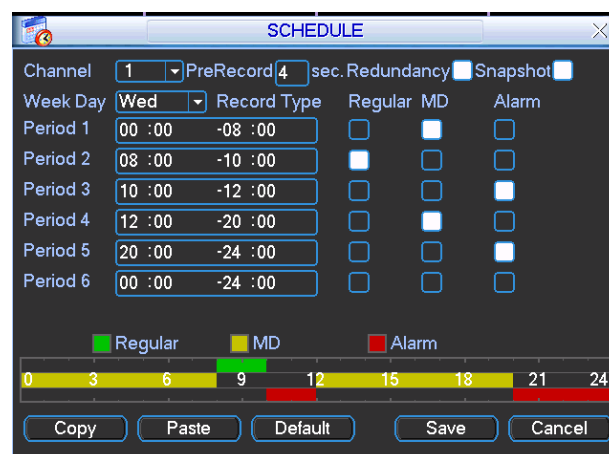 SCHEDULE
Channel 1 PreRecord 4 sec. Redundancy Snapshot
Week Day Wed Record Type Regular MD Alarm
Period 1 00 :00 -08 :00
Period 2 08 :00 -10 :00
Period 3 10 :00 -12 :00
Period 4 12 :00 -20 :00
Period 5 20 :00 -24 :00
Period 6 00 :00 -24 :00
Regular MD Alarm
0 3 6 9 12 15 18 21 24
Copy Paste Default Save Cancel